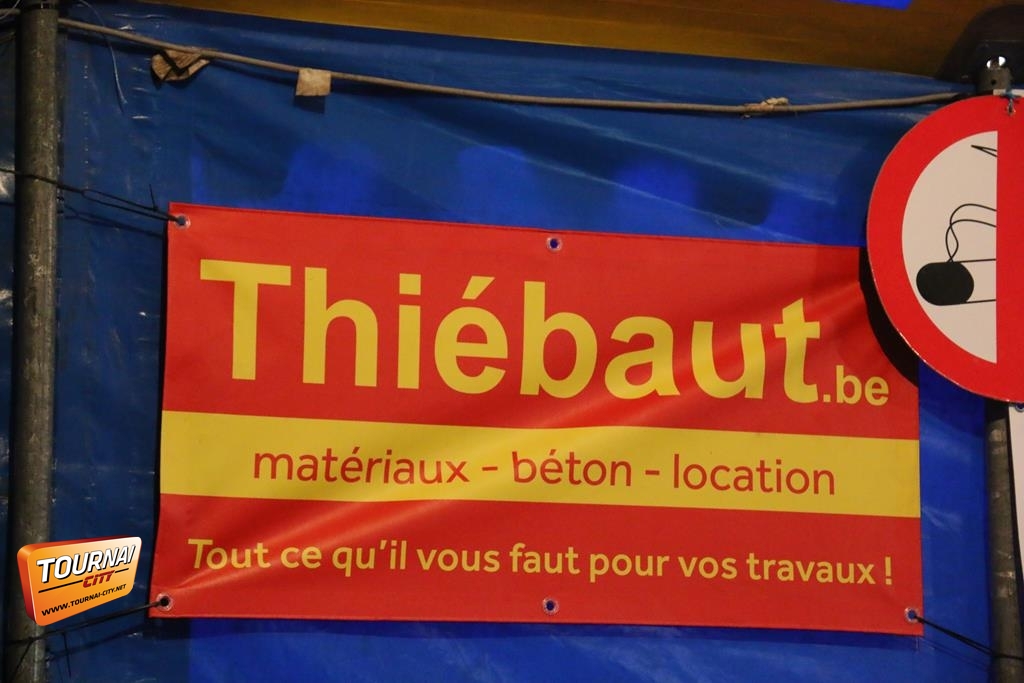 Thiébaut.be
matériaux - béton - location
Tout ce qu'il vous faut pour vos travaux !
TOURNAI
CITY
WWW.TOURNAI-CITY.NET